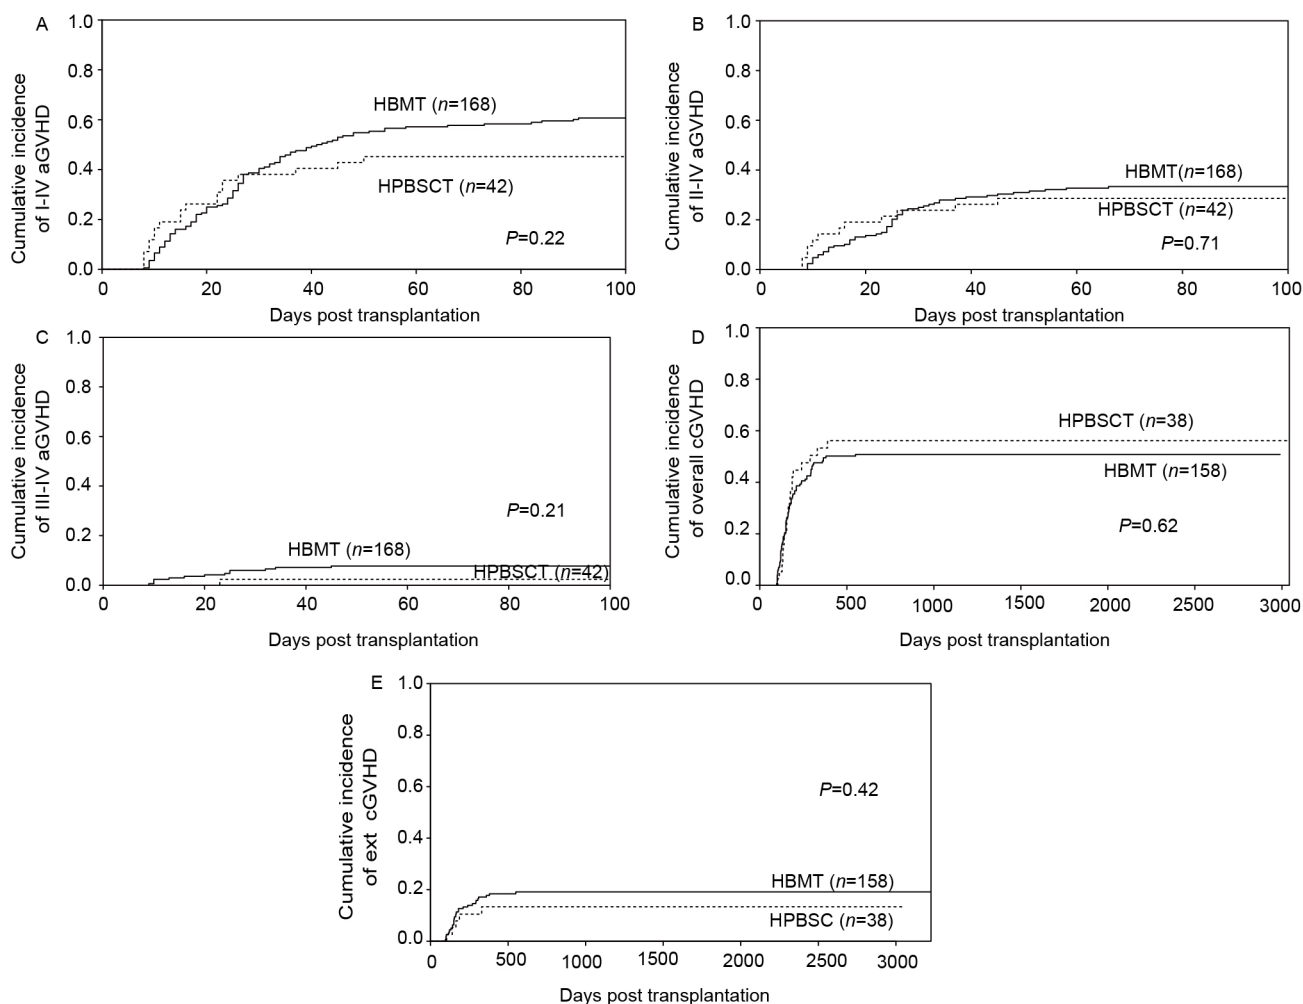 A
1.0
0.8
0.6
0.4
0.2
0.0
Cumulative incidence
of I-IV aGVHD
HBMT (n=168)
HPBSCT (n=42)
P=0.22
0 20 40 60 80 100
Days post transplantation
B
1.0
0.8
0.6
0.4
0.2
0.0
Cumulative incidence
of II-IV aGVHD
HBMT(n=168)
HPBSCT (n=42)
P=0.71
0 20 40 60 80 100
Days post transplantation
C
1.0
0.8
0.6
0.4
0.2
0.0
Cumulative incidence
of III-IV aGVHD
P=0.21
HBMT (n=168)
HPBSCT (n=42)
0 20 40 60 80 100
Days post transplantation
D
1.0
0.8
0.6
0.4
0.2
0.0
Cumulative incidence
of overall cGVHD
HPBSCT (n=38)
HBMT (n=158)
P=0.62
0 500 1000 1500 2000 2500 3000
Days post transplantation
E
1.0
0.8
0.6
0.4
0.2
0.0
Cumulative incidence
of ext cGVHD
P=0.42
HBMT (n=158)
HPBSC (n=38)
0 500 1000 1500 2000 2500 3000
Days post transplantation